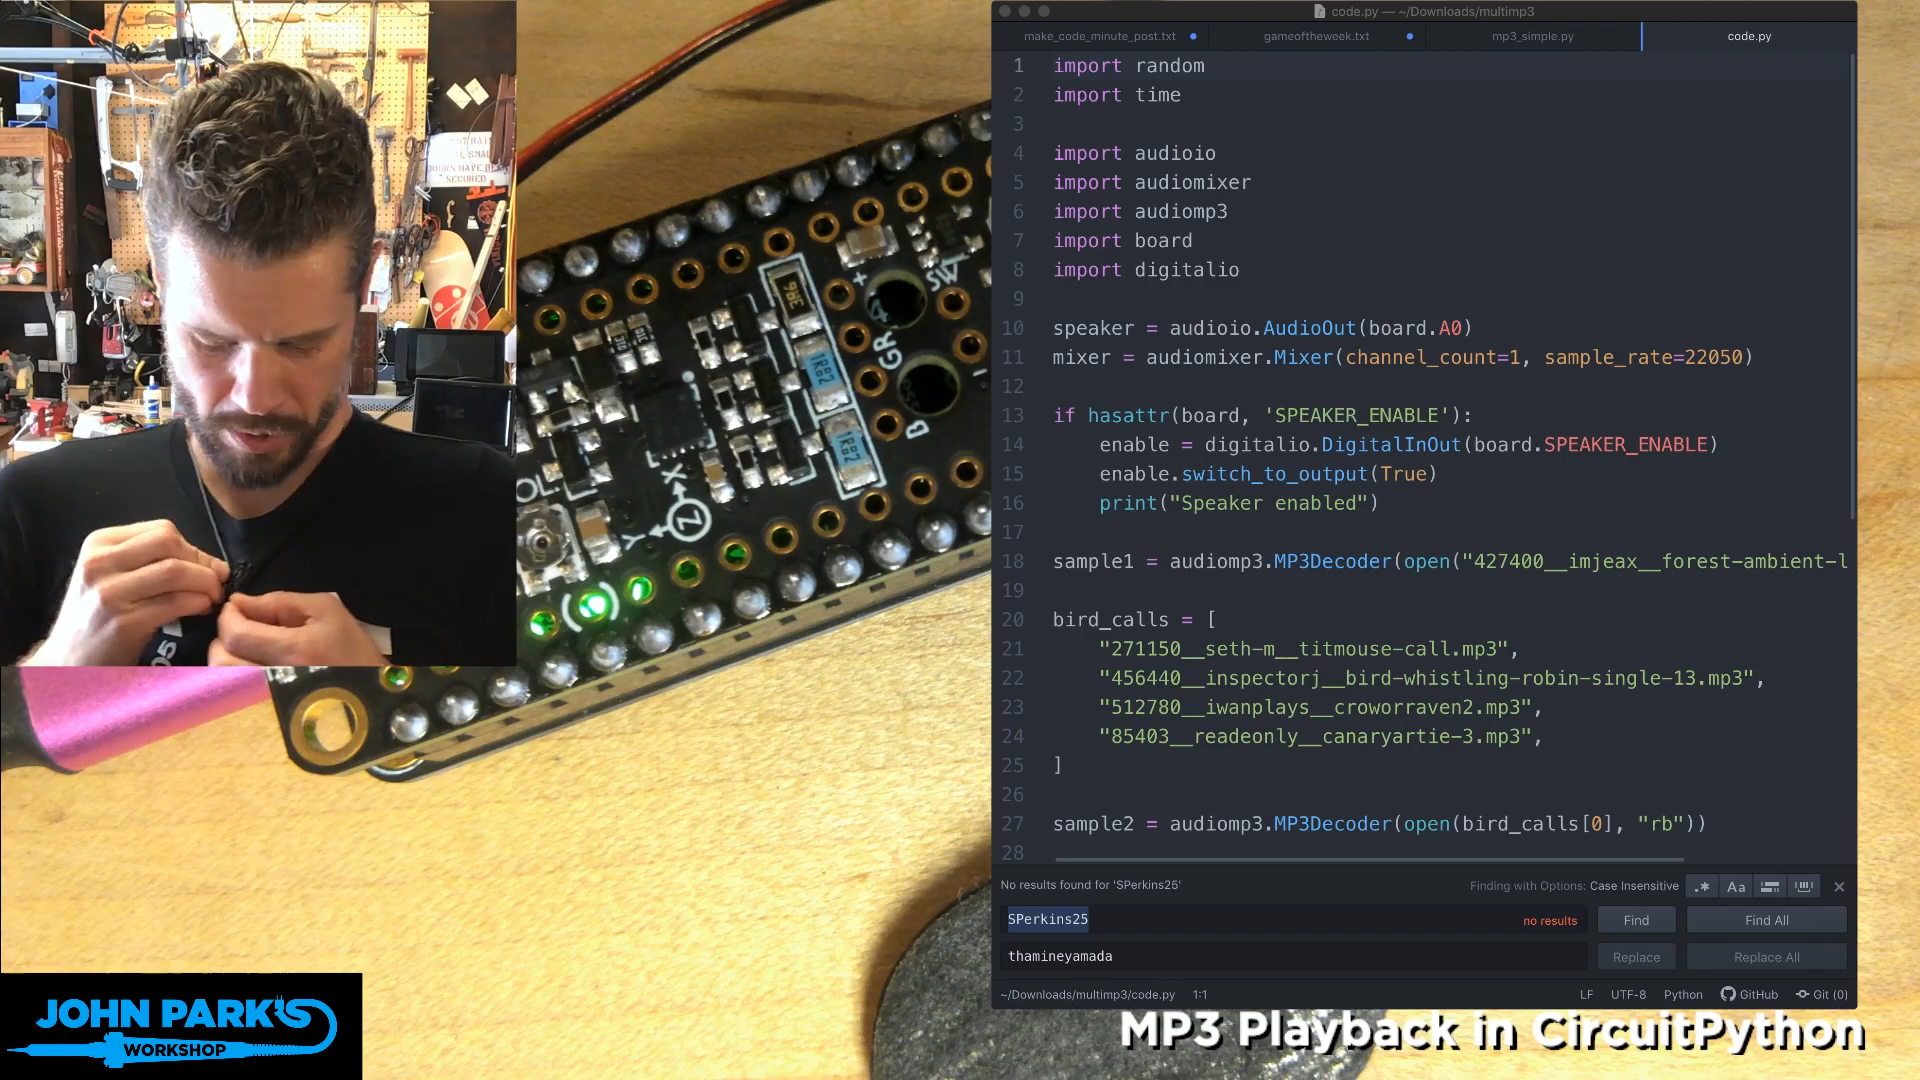 code.py — ~/Downloads/multimp3
make_code_minute_post.txt
gameoftheweek.txt
mp3_simple.py
code.py
1 import random
2 import time
3
4 import audioio
5 import audiomixer
6 import audiomp3
7 import board
8 import digitalio
9
10 speaker = audioio.AudioOut(board.A0)
11 mixer = audiomixer.Mixer(channel_count=1, sample_rate=22050)
12
13 if hasattr(board, 'SPEAKER_ENABLE'):
14 enable = digitalio.DigitalInOut(board.SPEAKER_ENABLE)
15 enable.switch_to_output(True)
16 print("Speaker enabled")
17
18 sample1 = audiomp3.MP3Decoder(open("427400__imjeax__forest-ambient-l
19
20 bird_calls = [
21 "271150__seth-m__titmouse-call.mp3",
22 "456440__inspectorj__bird-whistling-robin-single-13.mp3",
23 "512780__iwanplays__croworraven2.mp3",
24 "85403__readeonly__canaryartie-3.mp3",
25 ]
26
27 sample2 = audiomp3.MP3Decoder(open(bird_calls[0], "rb"))
28
No results found for 'SPerkins25'
Finding with Options: Case Insensitive
.* Aa
SPerkins25
no results
Find
Find All
thamineyamada
Replace
Replace All
~/Downloads/multimp3/code.py 1:1
LF UTF-8 Python GitHub Git (0)
MP3 Playback in CircuitPython
JOHN PARK'S
WORKSHOP
SECURED
+
SW
GR
B
1R82
1R82
X
Y
Z